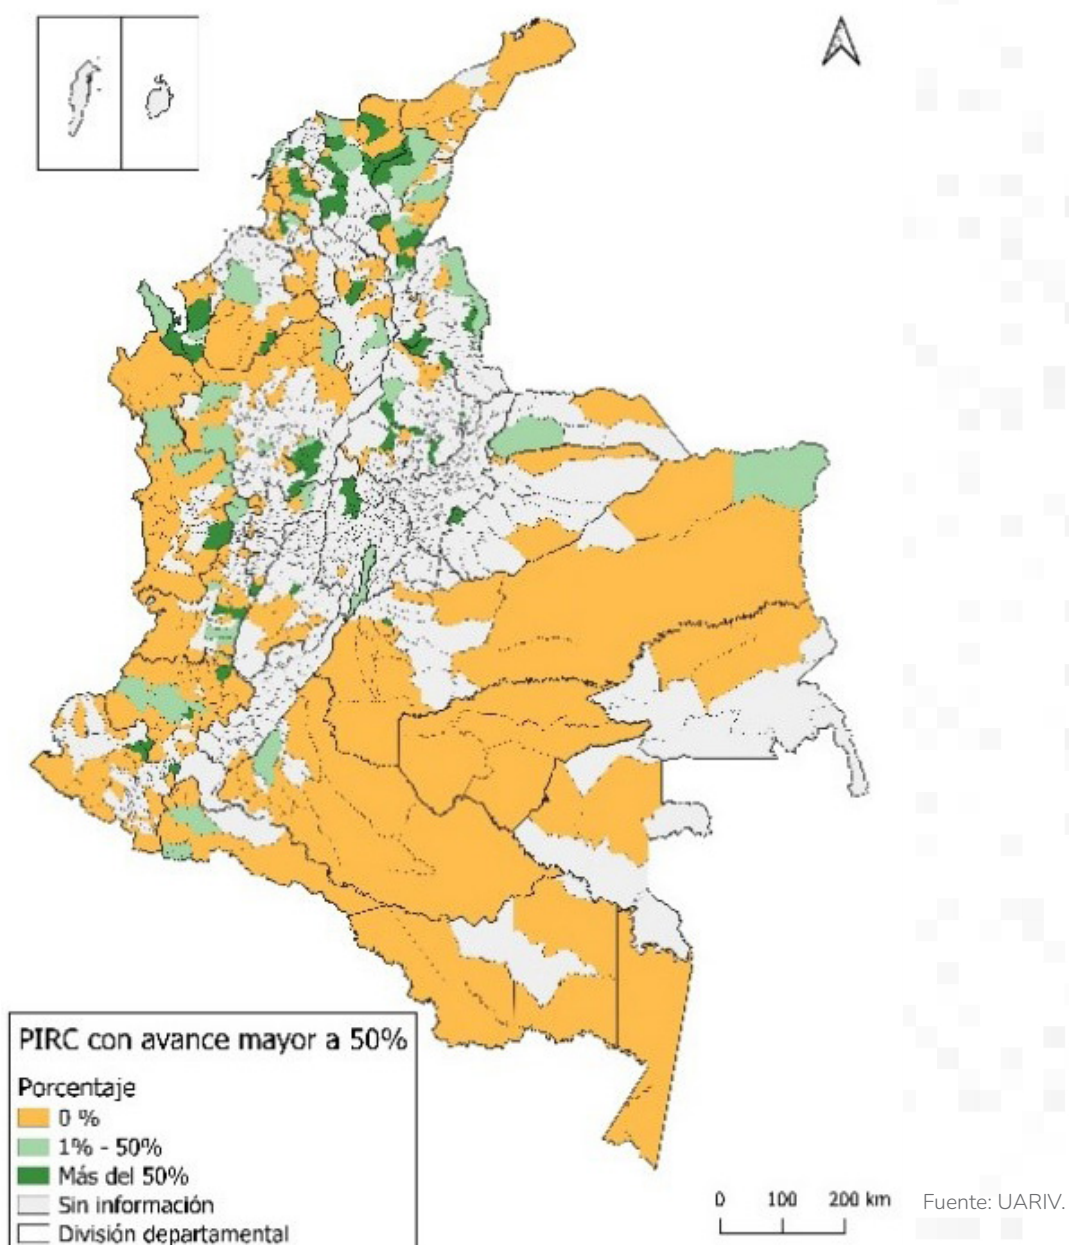 PIRC con avance mayor a 50%
Porcentaje
0 %
1% - 50%
Más del 50%
Sin información
División departamental
0 100 200 km
Fuente: UARIV.